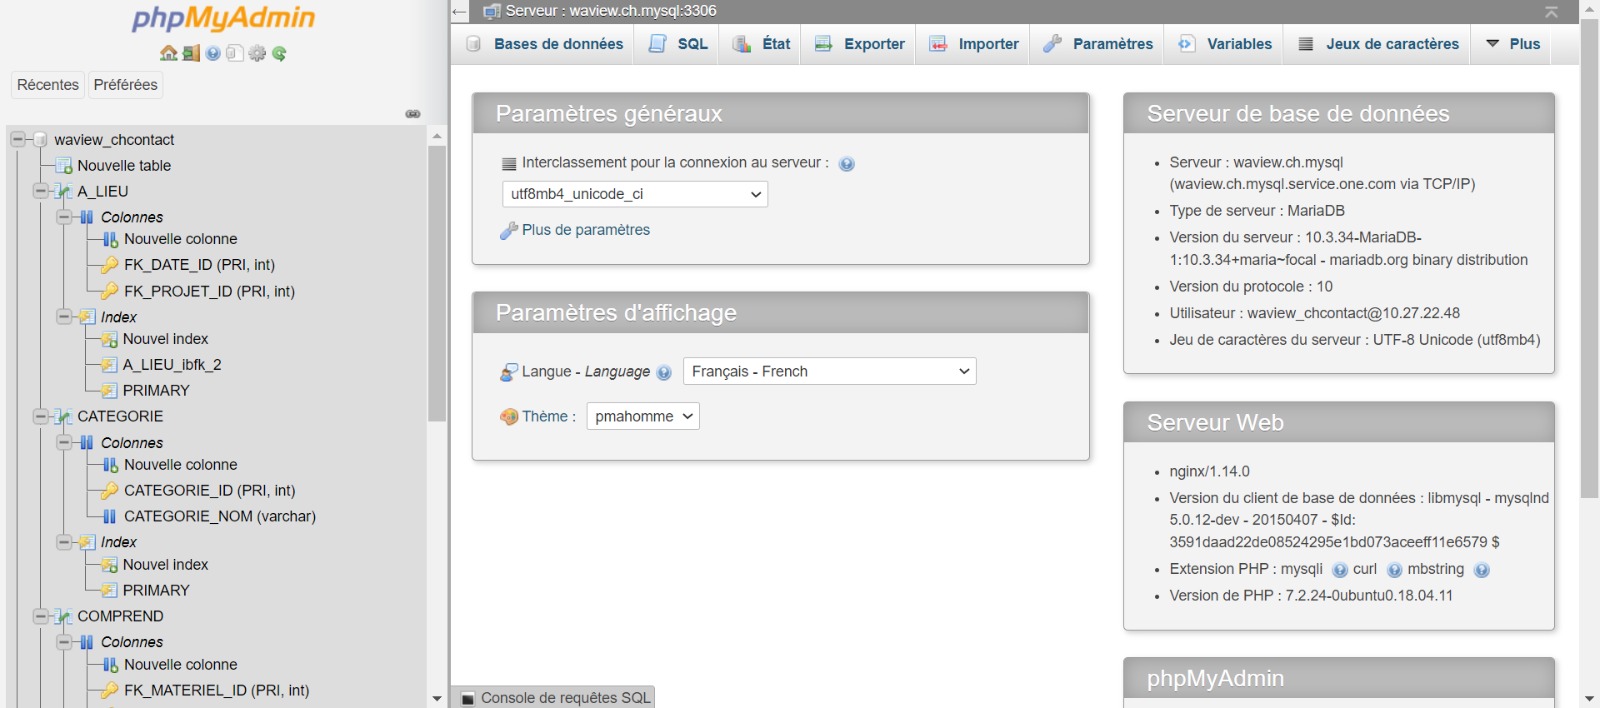 phpMyAdmin
Récentes
Préférées
waview_chcontact
Nouvelle table
A_LIEU
Colonnes
Nouvelle colonne
FK_DATE_ID (PRI, int)
FK_PROJET_ID (PRI, int)
Index
Nouvel index
A_LIEU_ibfk_2
PRIMARY
CATEGORIE
Colonnes
Nouvelle colonne
CATEGORIE_ID (PRI, int)
CATEGORIE_NOM (varchar)
Index
Nouvel index
PRIMARY
COMPREND
Colonnes
Nouvelle colonne
FK_MATERIEL_ID (PRI, int)
Serveur : waview.ch.mysql:3306
Bases de données
SQL
État
Exporter
Importer
Paramètres
Variables
Jeux de caractères
Plus
Paramètres généraux
Interclassement pour la connexion au serveur :
utf8mb4_unicode_ci
Plus de paramètres
Paramètres d'affichage
Langue - Language
Français - French
Thème :
pmahomme
Serveur de base de données
Serveur : waview.ch.mysql
(waview.ch.mysql.service.one.com via TCP/IP)
Type de serveur : MariaDB
Version du serveur : 10.3.34-MariaDB-
1:10.3.34+maria~focal - mariadb.org binary distribution
Version du protocole : 10
Utilisateur : waview_chcontact@10.27.22.48
Jeu de caractères du serveur : UTF-8 Unicode (utf8mb4)
Serveur Web
nginx/1.14.0
Version du client de base de données : libmysql - mysqlnd
5.0.12-dev - 20150407 - $Id:
3591daad22de08524295e1bd073aceeff11e6579 $
Extension PHP : mysqli curl mbstring
Version de PHP : 7.2.24-0ubuntu0.18.04.11
phpMyAdmin
Console de requêtes SQL